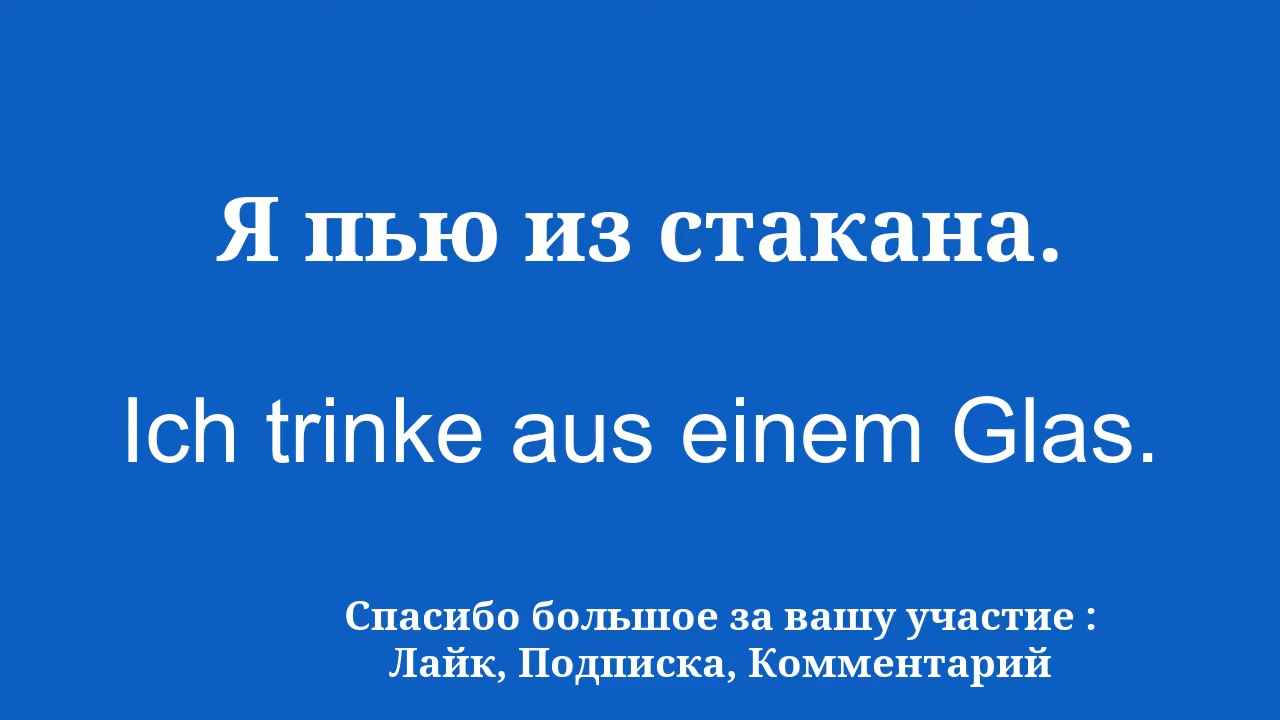 Я пью из стакана.
Ich trinke aus einem Glas.
Спасибо большое за вашу участие :
Лайк, Подписка, Комментарий